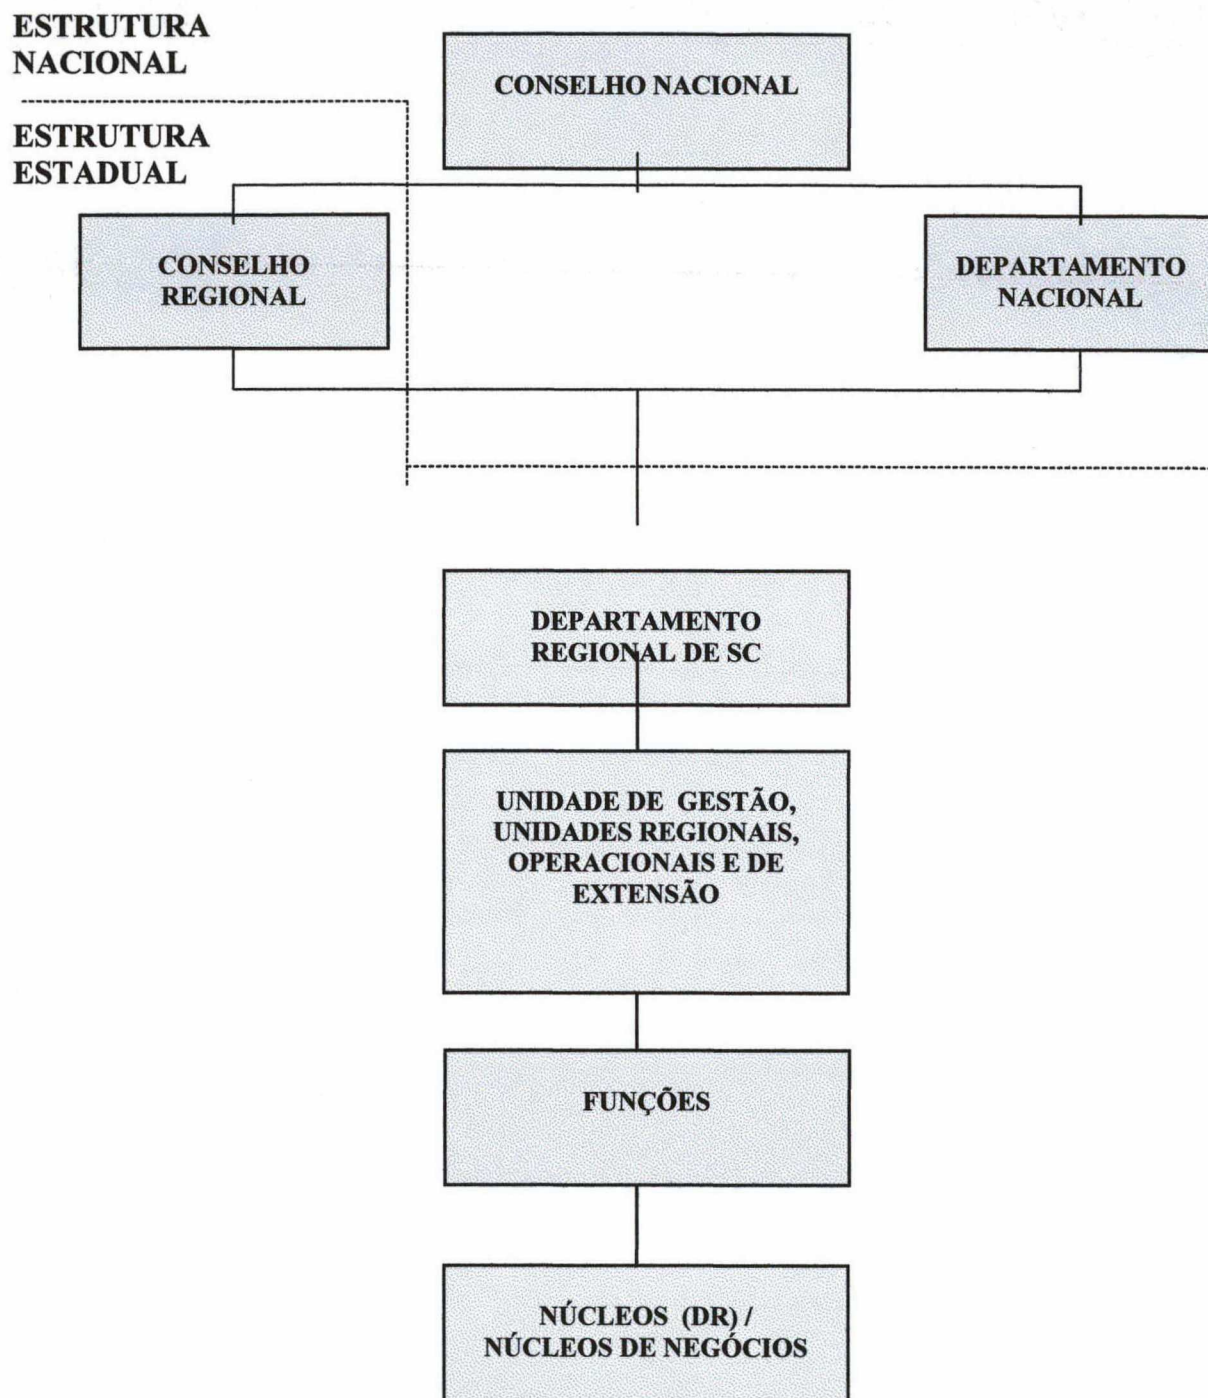 ESTRUTURA
NACIONAL
CONSELHO NACIONAL
ESTRUTURA
ESTADUAL
CONSELHO
REGIONAL
DEPARTAMENTO
NACIONAL
DEPARTAMENTO
REGIONAL DE SC
UNIDADE DE GESTÃO,
UNIDADES REGIONAIS,
OPERACIONAIS E DE
EXTENSÃO
FUNÇÕES
NÚCLEOS (DR) /
NÚCLEOS DE NEGÓCIOS